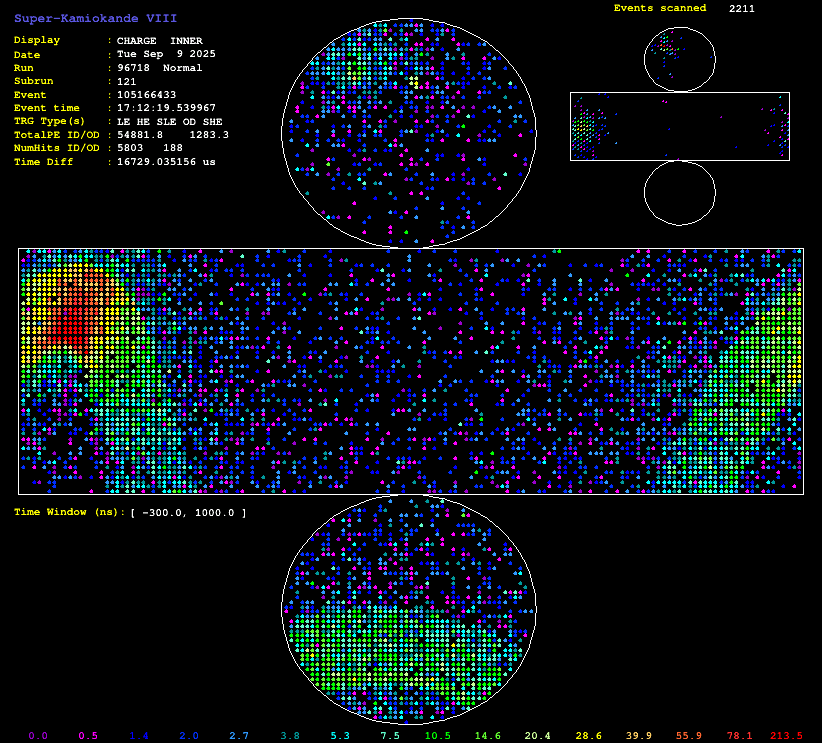 Super-Kamiokande VIII
Events scanned 2211
Display : CHARGE INNER
Date : Tue Sep 9 2025
Run : 96718 Normal
Subrun : 121
Event : 105166433
Event time : 17:12:19.539967
TRG Type(s) : LE HE SLE OD SHE
TotalPE ID/OD : 54881.8 1283.3
NumHits ID/OD : 5803 188
Time Diff : 16729.035156 us
Time Window (ns): [ -300.0, 1000.0 ]
0.0 0.5 1.4 2.0 2.7 3.8 5.3 7.5 10.5 14.6 20.4 28.6 39.9 55.9 78.1 213.5